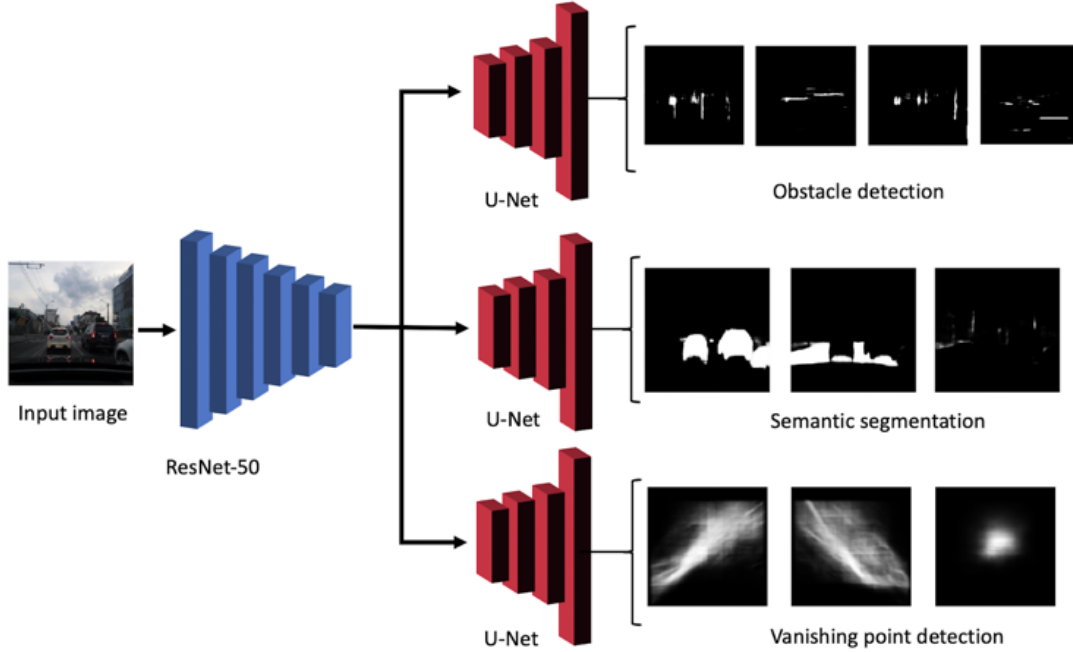 U-Net
Obstacle detection
Input image
ResNet-50
U-Net
Semantic segmentation
U-Net
Vanishing point detection